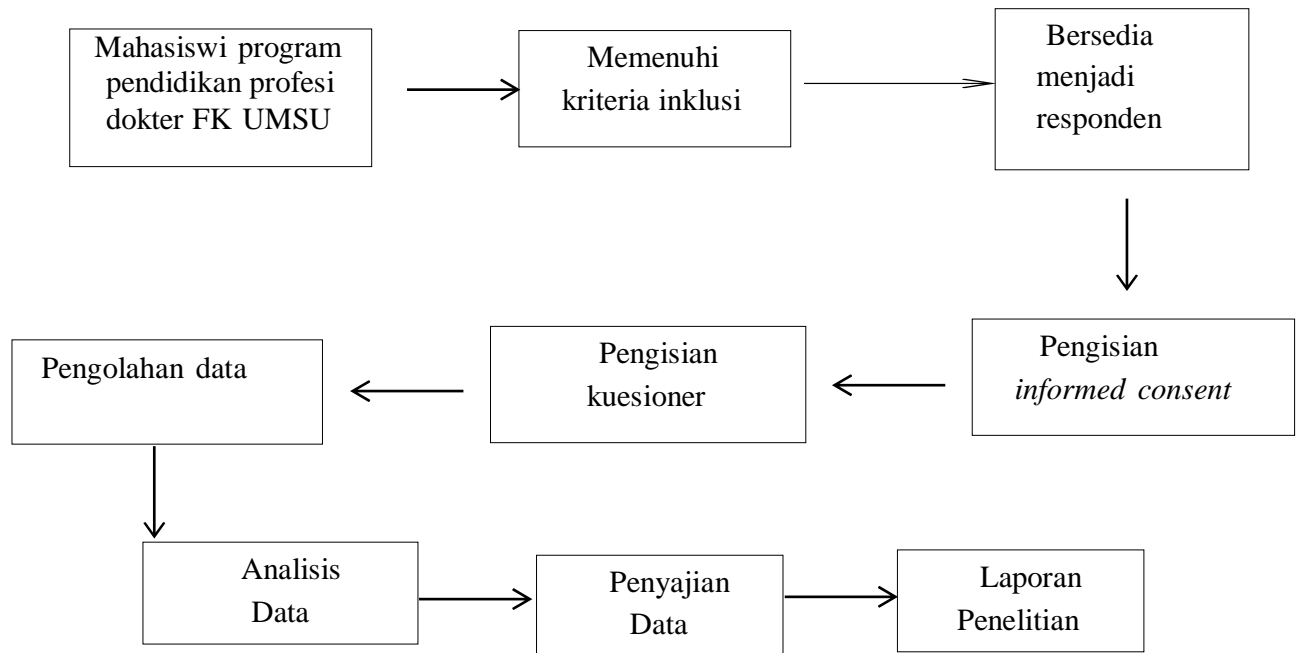 Mahasiswi program
pendidikan profesi
dokter FK UMSU
Memenuhi
kriteria inklusi
Bersedia
menjadi
responden
Pengisian
informed consent
Pengisian
kuesioner
Pengolahan data
Analisis
Data
Penyajian
Data
Laporan
Penelitian